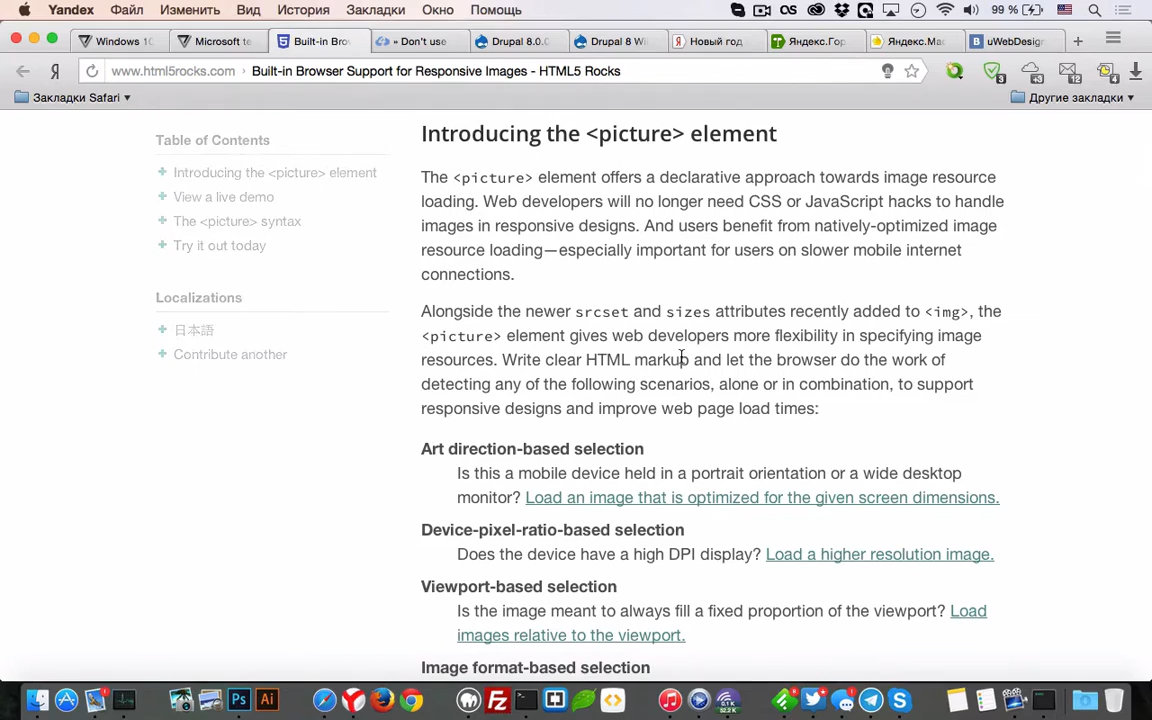 Yandex Файл Изменить Вид История Закладки Окно Помощь 99 %
Windows 10 Microsoft te Built-in Bro » Don't use Drupal 8.0.0 Drupal 8 Wi Новый год Яндекс.Гор Яндекс.Мас uWebDesign
www.html5rocks.com › Built-in Browser Support for Responsive Images - HTML5 Rocks 3 +3 12 4
Закладки Safari Другие закладки
Table of Contents
Introducing the <picture> element
View a live demo
The <picture> syntax
Try it out today
Localizations
日本語
Contribute another
Introducing the <picture> element
The <picture> element offers a declarative approach towards image resource
loading. Web developers will no longer need CSS or JavaScript hacks to handle
images in responsive designs. And users benefit from natively-optimized image
resource loading—especially important for users on slower mobile internet
connections.
Alongside the newer srcset and sizes attributes recently added to <img>, the
<picture> element gives web developers more flexibility in specifying image
resources. Write clear HTML markup and let the browser do the work of
detecting any of the following scenarios, alone or in combination, to support
responsive designs and improve web page load times:
Art direction-based selection
Is this a mobile device held in a portrait orientation or a wide desktop
monitor? Load an image that is optimized for the given screen dimensions.
Device-pixel-ratio-based selection
Does the device have a high DPI display? Load a higher resolution image.
Viewport-based selection
Is the image meant to always fill a fixed proportion of the viewport? Load
images relative to the viewport.
Image format-based selection